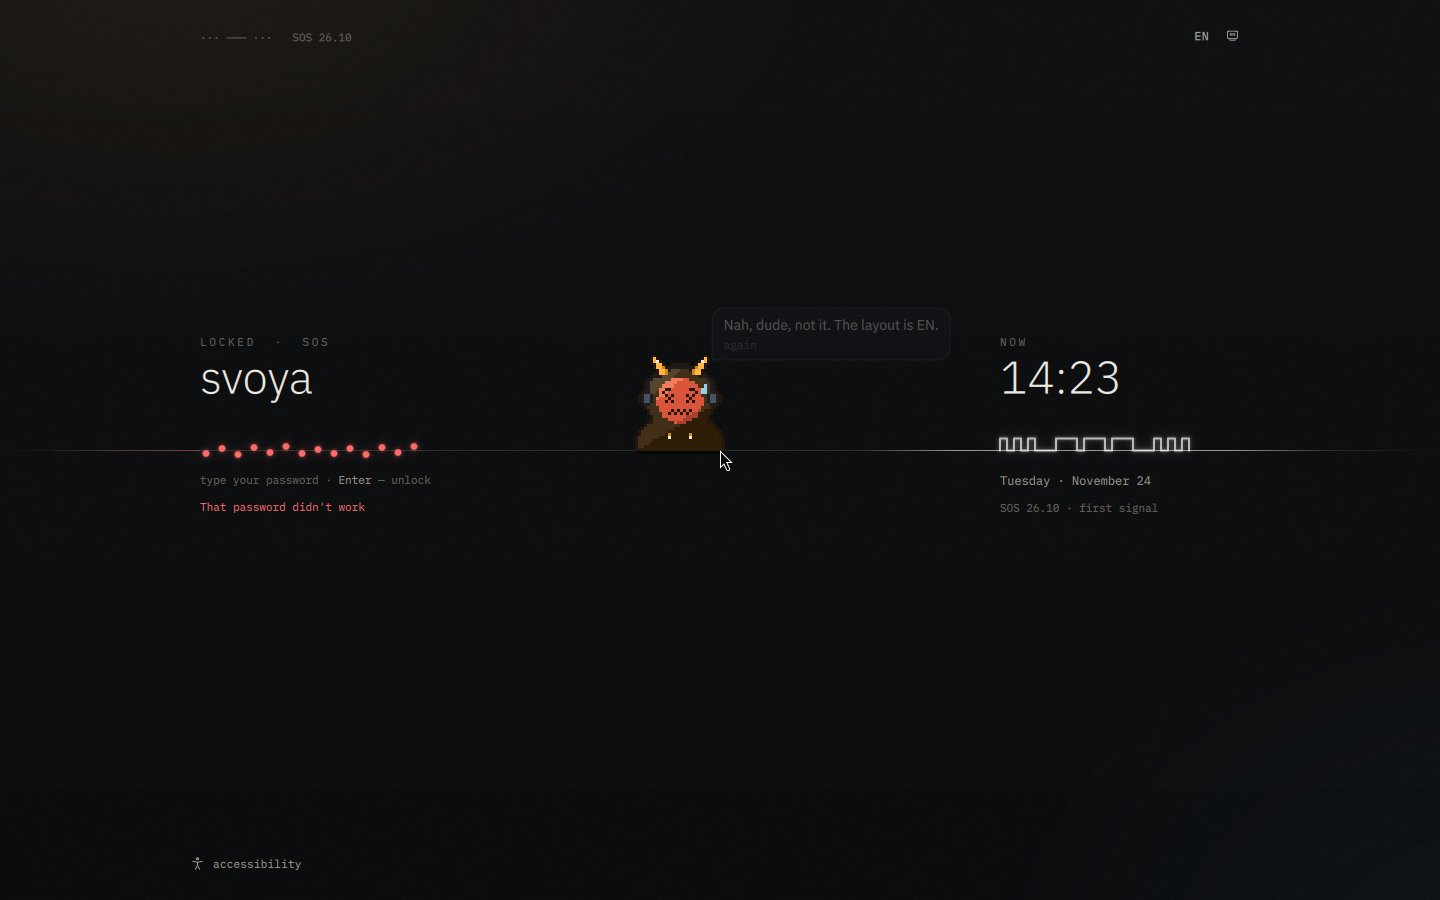 ··· —— ··· SOS 26.10
EN
Nah, dude, not it. The layout is EN.
again
LOCKED · SOS
svoya
NOW
14:23
type your password · Enter — unlock
That password didn't work
Tuesday · November 24
SOS 26.10 · first signal
accessibility